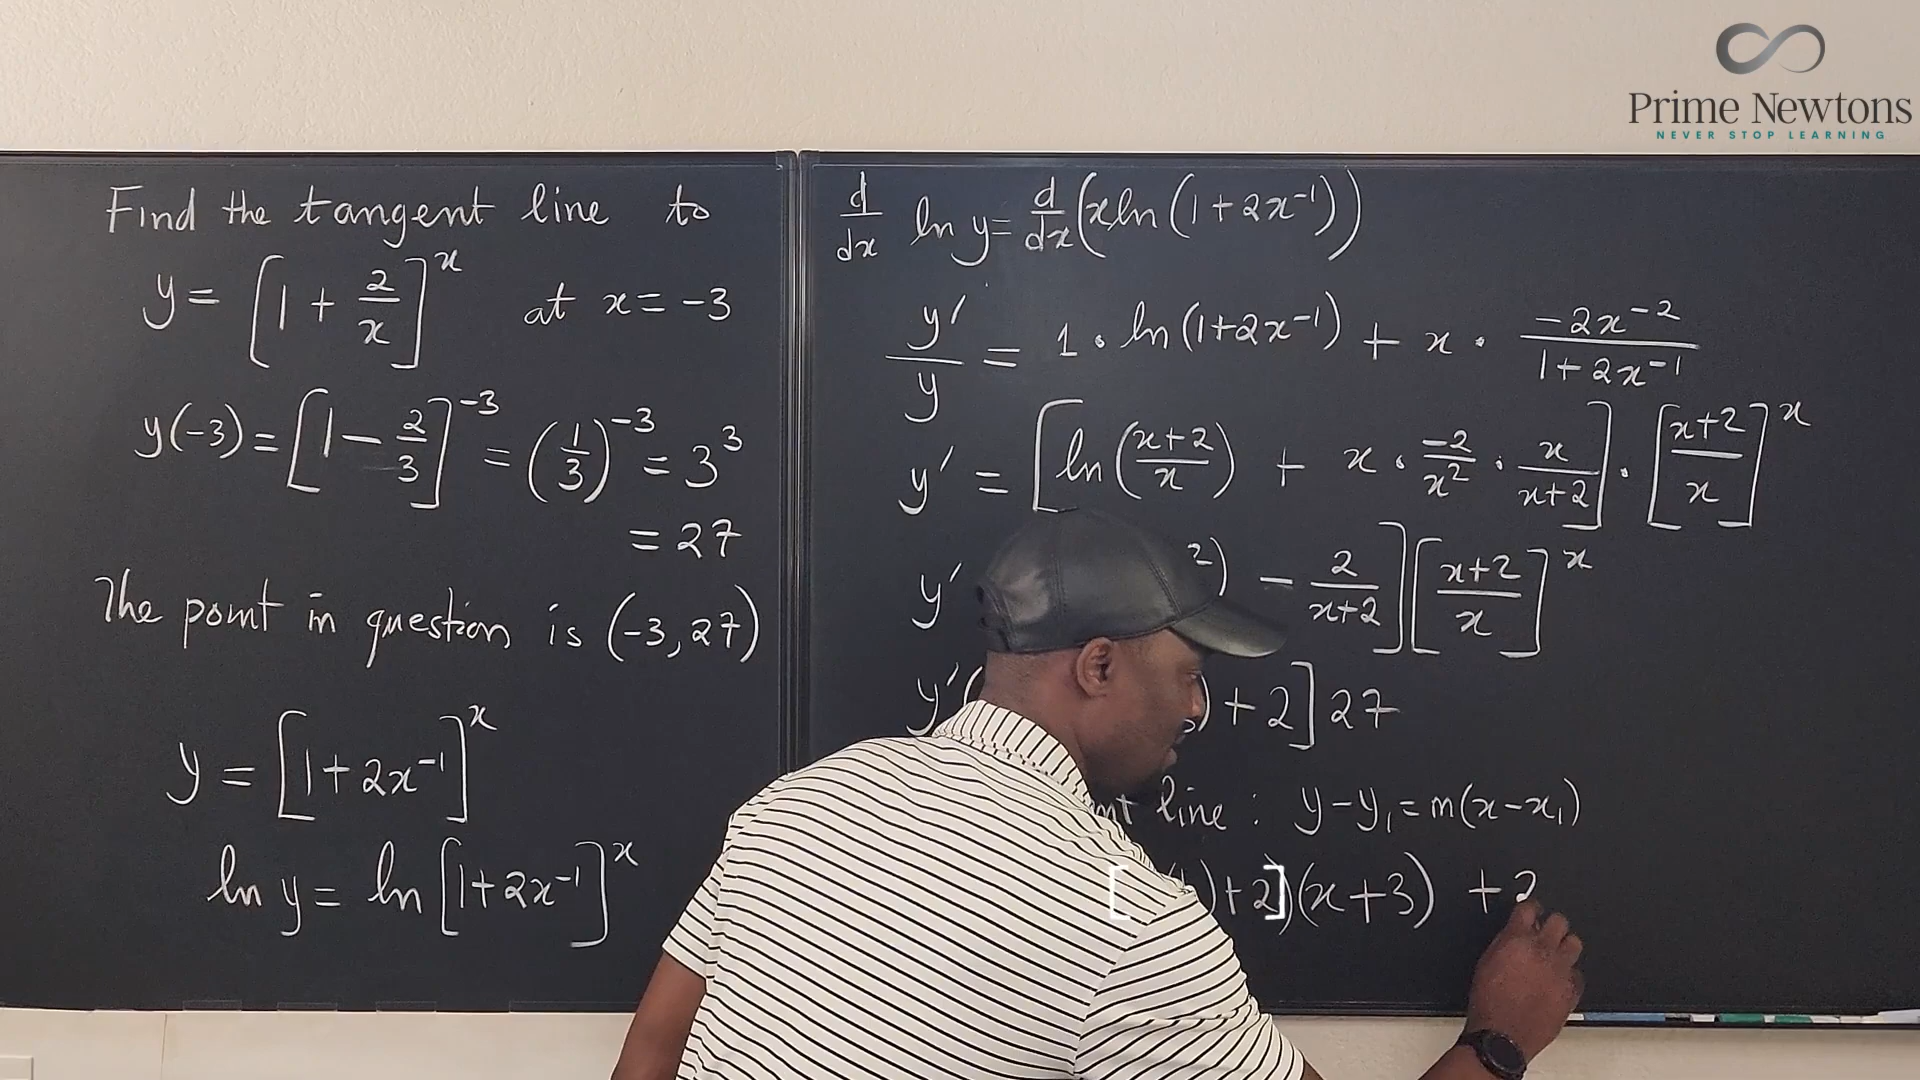 Prime Newtons
NEVER STOP LEARNING
Find the tangent line to
y = [1 + 2/x]^x at x = -3
y(-3) = [1 - 2/3]^-3 = (1/3)^-3 = 3^3
= 27
The point in question is (-3, 27)
y = [1 + 2x^-1]^x
ln y = ln [1 + 2x^-1]^x
d/dx ln y = d/dx (x ln (1 + 2x^-1))
y'/y = 1 · ln (1 + 2x^-1) + x · -2x^-2/1 + 2x^-1
y' = [ln (x+2/x) + x · -2/x^2 · x/x+2] · [x+2/x]^x
y' 2) - 2/x+2] [x+2/x]^x
y'( ) + 2] 27
line : y - y₁ = m(x - x₁)
[ ) + 2] (x + 3) + 2